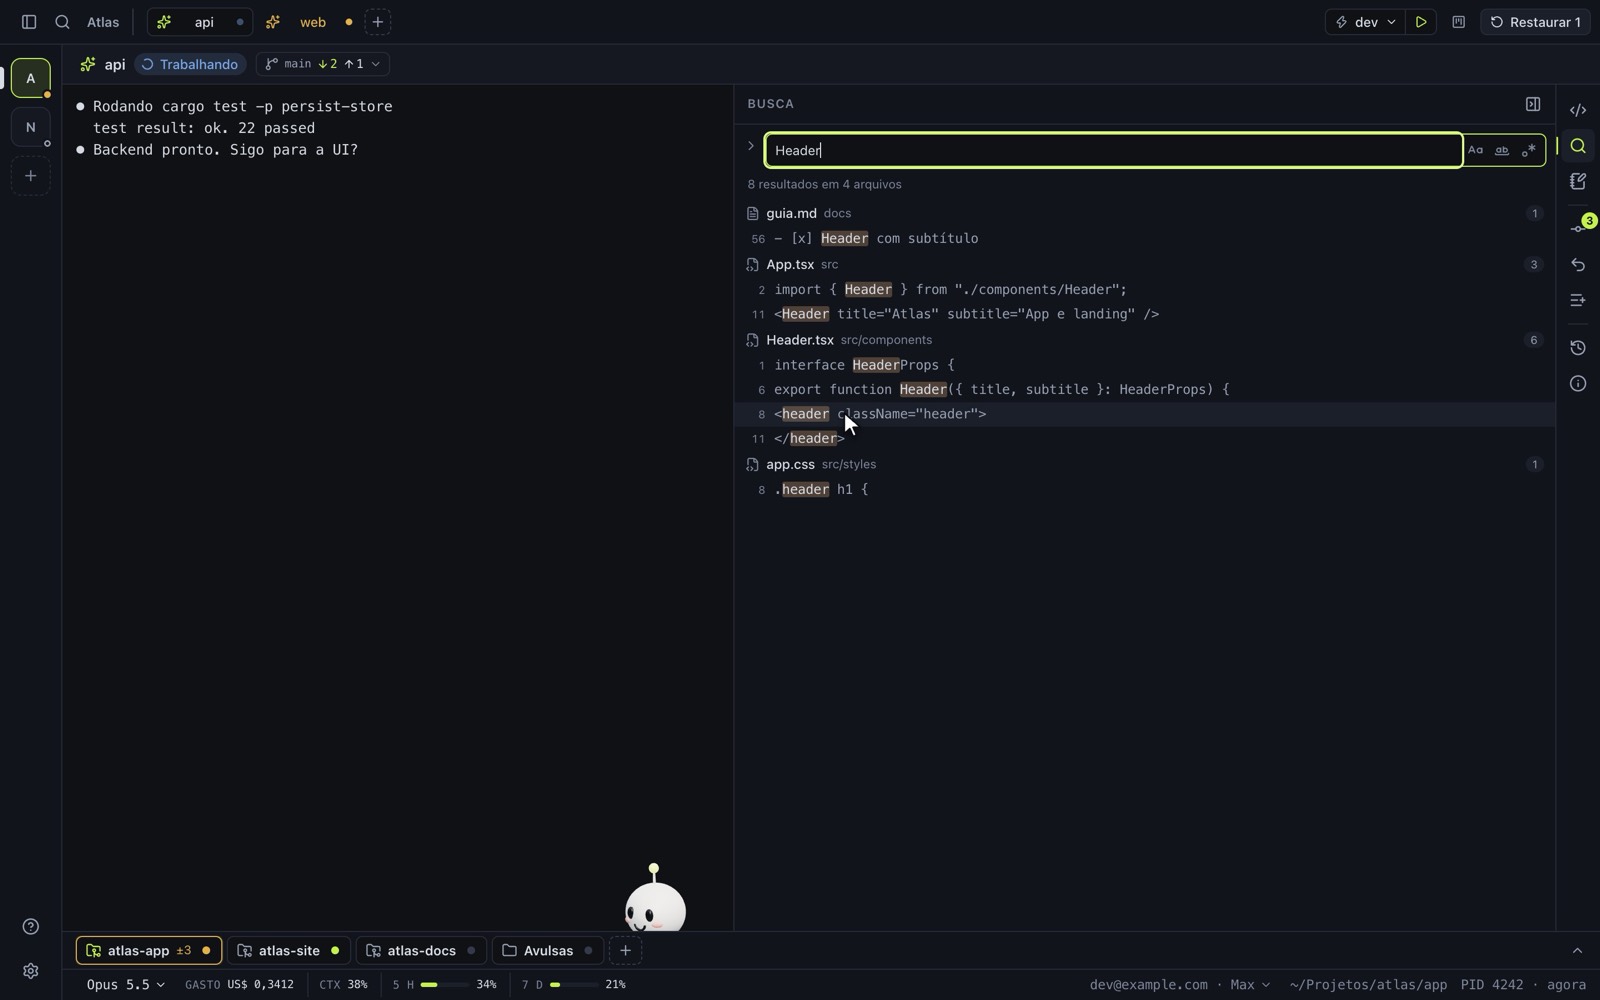 Atlas
api
web
dev
Restaurar 1
A
N
api
Trabalhando
main ↓2 ↑1
● Rodando cargo test -p persist-store
test result: ok. 22 passed
● Backend pronto. Sigo para a UI?
BUSCA
Header
Aa ab .*
8 resultados em 4 arquivos
guia.md docs 1
56 - [x] Header com subtítulo
App.tsx src 3
2 import { Header } from "./components/Header";
11 <Header title="Atlas" subtitle="App e landing" />
Header.tsx src/components 6
1 interface HeaderProps {
6 export function Header({ title, subtitle }: HeaderProps) {
8 <header className="header">
11 </header>
app.css src/styles 1
8 .header h1 {
3
atlas-app ±3
atlas-site
atlas-docs
Avulsas
Opus 5.5 GASTO US$ 0,3412 CTX 38% 5 H 34% 7 D 21% dev@example.com · Max ~/Projetos/atlas/app PID 4242 · agora